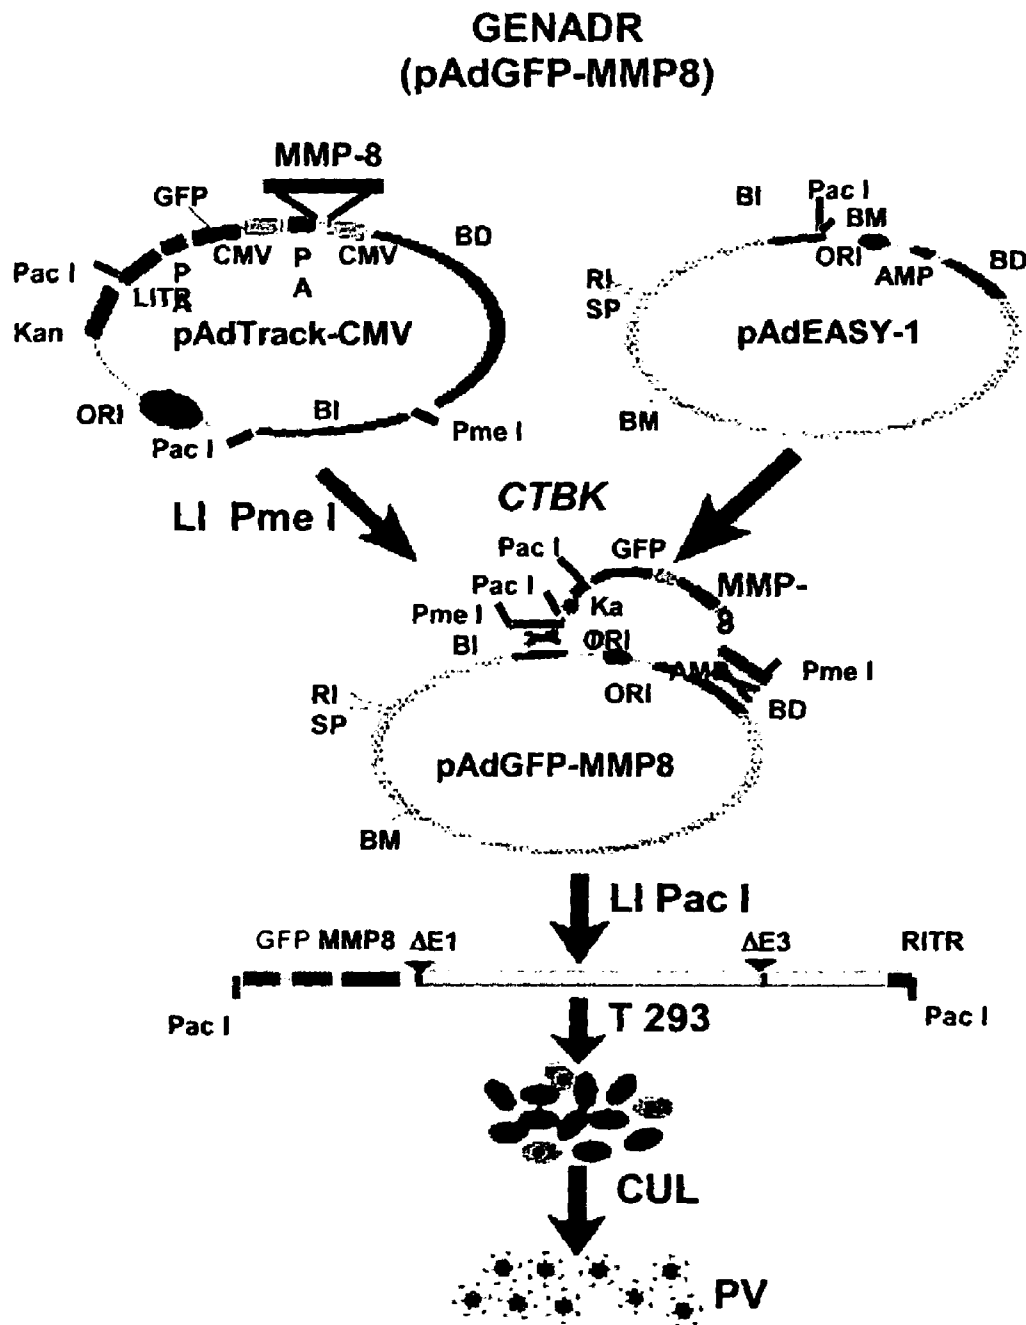 GENADR
(pAdGFP-MMP8)
MMP-8
GFP
CMV
P
A
CMV
BD
Pac I
LITR
P
A
Kan
pAdTrack-CMV
ORI
BI
Pac I
Pme I
BI
Pac I
BM
ORI
AMP
BD
RI
SP
pAdEASY-1
BM
LI Pme I
CTBK
Pac I
GFP
Pac I
MMP-
8
Pme I
Ka
BI
ORI
AMP
Pme I
ORI
BD
RI
SP
pAdGFP-MMP8
BM
LI Pac I
GFP MMP8 ΔE1
ΔE3
RITR
Pac I
Pac I
T 293
CUL
PV